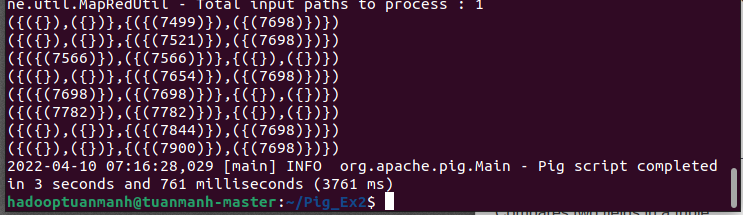 ne.util.MapRedUtil - Total input paths to process : 1
({({}),({})},{({(7499)}),({(7698)})})
({({}),({})},{({(7521)}),({(7698)})})
({({(7566)}),({(7566)})},{({}),({})})
({({}),({})},{({(7654)}),({(7698)})})
({({(7698)}),({(7698)})},{({}),({})})
({({(7782)}),({(7782)})},{({}),({})})
({({}),({})},{({(7844)}),({(7698)})})
({({}),({})},{({(7900)}),({(7698)})})
2022-04-10 07:16:28,029 [main] INFO  org.apache.pig.Main - Pig script completed
in 3 seconds and 761 milliseconds (3761 ms)
hadooptuanmanh@tuanmanh-master:~/Pig_Ex2$